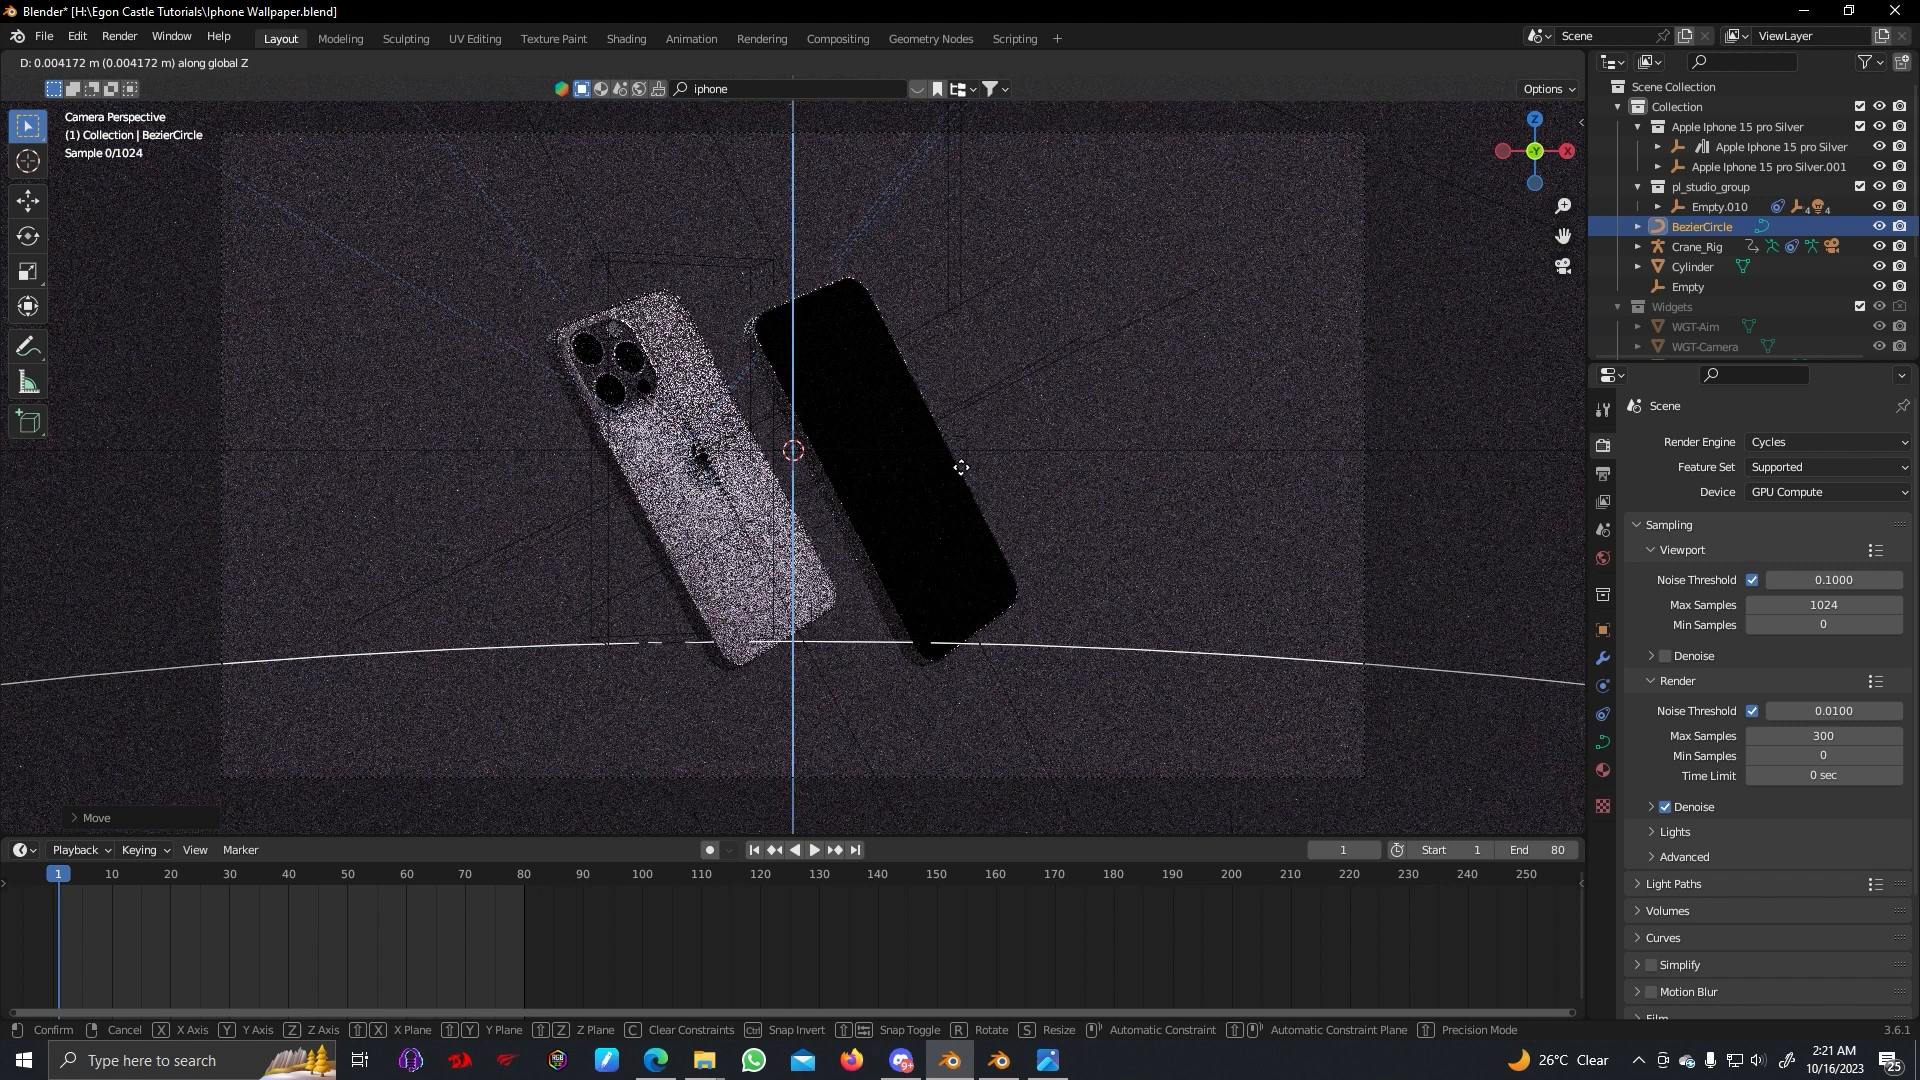 Blender* [H:\Egon Castle Tutorials\Iphone Wallpaper.blend]
File Edit Render Window Help Layout Modeling Sculpting UV Editing Texture Paint Shading Animation Rendering Compositing Geometry Nodes Scripting + Scene ViewLayer
D: 0.004172 m (0.004172 m) along global Z
iphone Options
Camera Perspective
(1) Collection | BezierCircle
Sample 0/1024
Z
-Y
X
Scene Collection
Collection
Apple Iphone 15 pro Silver
Apple Iphone 15 pro Silver
Apple Iphone 15 pro Silver.001
pl_studio_group
Empty.010 4 4
BezierCircle
Crane_Rig
Cylinder
Empty
Widgets
WGT-Aim
WGT-Camera
Scene
Render Engine Cycles
Feature Set Supported
Device GPU Compute
Sampling
Viewport
Noise Threshold 0.1000
Max Samples 1024
Min Samples 0
Denoise
Render
Noise Threshold 0.0100
Max Samples 300
Min Samples 0
Time Limit 0 sec
Denoise
Lights
Advanced
Light Paths
Volumes
Curves
Simplify
Motion Blur
Film
Move
Playback Keying View Marker 1 Start 1 End 80
1 10 20 30 40 50 60 70 80 90 100 110 120 130 140 150 160 170 180 190 200 210 220 230 240 250
Confirm Cancel X X Axis Y Y Axis Z Z Axis X X Plane Y Y Plane Z Z Plane C Clear Constraints Ctrl Snap Invert Snap Toggle R Rotate S Resize Automatic Constraint Automatic Constraint Plane Precision Mode 3.6.1
Type here to search 9+ 26°C Clear 2:21 AM
10/16/2023 25